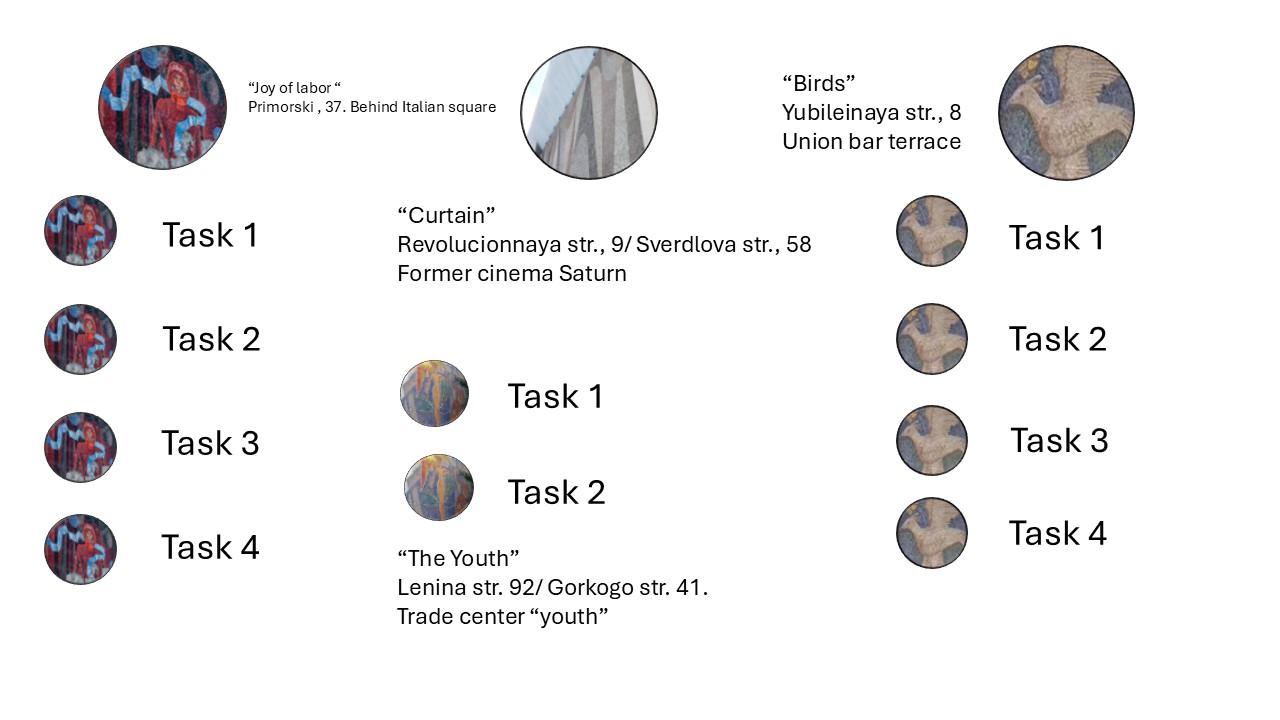 “Joy of labor “
Primorski , 37. Behind Italian square
Task 1
Task 2
Task 3
Task 4
“Curtain”
Revolucionnaya str., 9/ Sverdlova str., 58
Former cinema Saturn
Task 1
Task 2
“The Youth”
Lenina str. 92/ Gorkogo str. 41.
Trade center “youth”
“Birds”
Yubileinaya str., 8
Union bar terrace
Task 1
Task 2
Task 3
Task 4